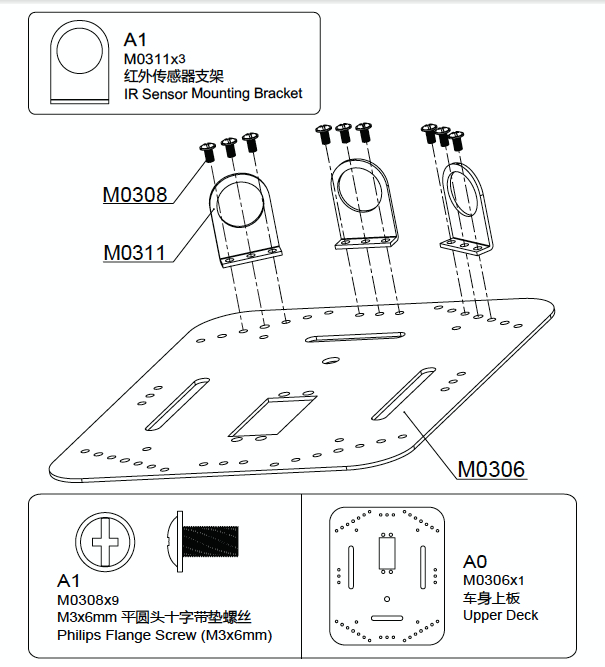 A1
M0311x3
红外传感器支架
IR Sensor Mounting Bracket
M0308
M0311
M0306
A1
M0308x9
M3x6mm 平圆头十字带垫螺丝
Philips Flange Screw (M3x6mm)
A0
M0306x1
车身上板
Upper Deck